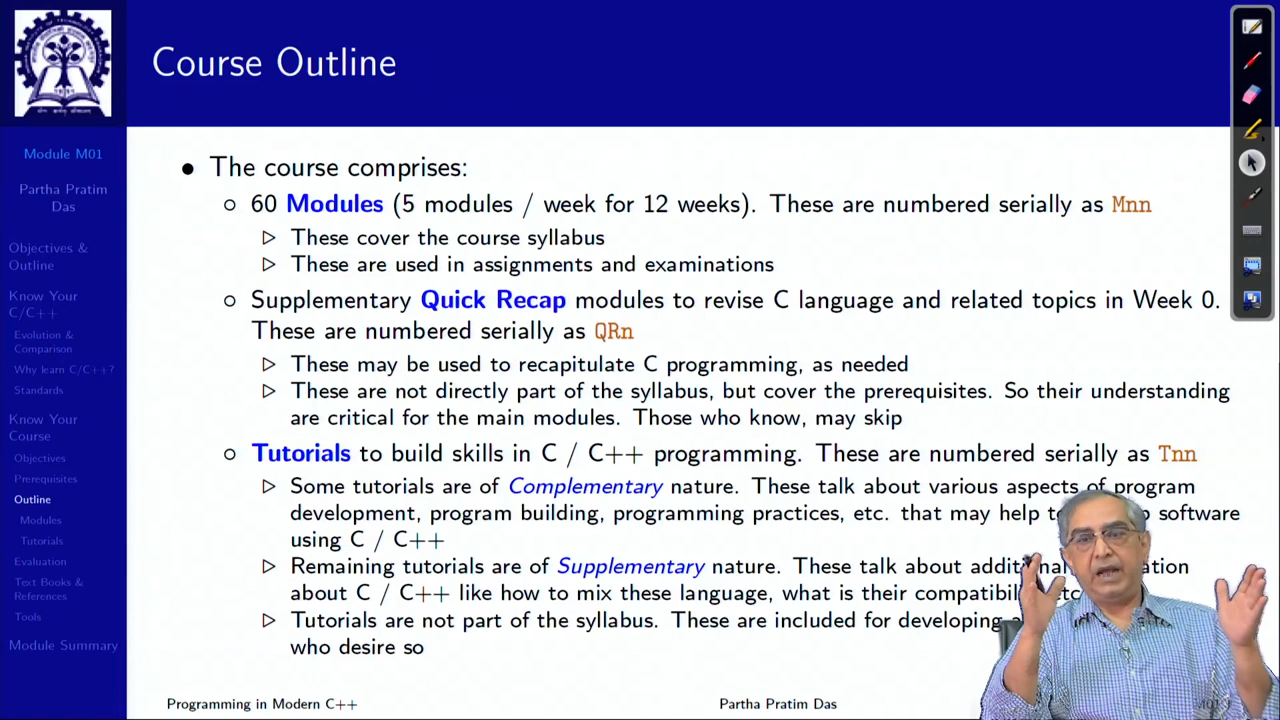 Course Outline
Module M01
Partha Pratim
Das
Objectives &
Outline
Know Your
C/C++
Evolution &
Comparison
Why learn C/C++?
Standards
Know Your
Course
Objectives
Prerequisites
Outline
Modules
Tutorials
Evaluation
Text Books &
References
Tools
Module Summary
• The course comprises:
○ 60 Modules (5 modules / week for 12 weeks). These are numbered serially as Mnn
▷ These cover the course syllabus
▷ These are used in assignments and examinations
○ Supplementary Quick Recap modules to revise C language and related topics in Week 0.
These are numbered serially as QRn
▷ These may be used to recapitulate C programming, as needed
▷ These are not directly part of the syllabus, but cover the prerequisites. So their understanding
are critical for the main modules. Those who know, may skip
○ Tutorials to build skills in C / C++ programming. These are numbered serially as Tnn
▷ Some tutorials are of Complementary nature. These talk about various aspects of program
development, program building, programming practices, etc. that may help software
using C / C++
▷ Remaining tutorials are of Supplementary nature. These talk about
about C / C++ like how to mix these language, what is their
▷ Tutorials are not part of the syllabus. These are included for developing
who desire so
Programming in Modern C++
Partha Pratim Das